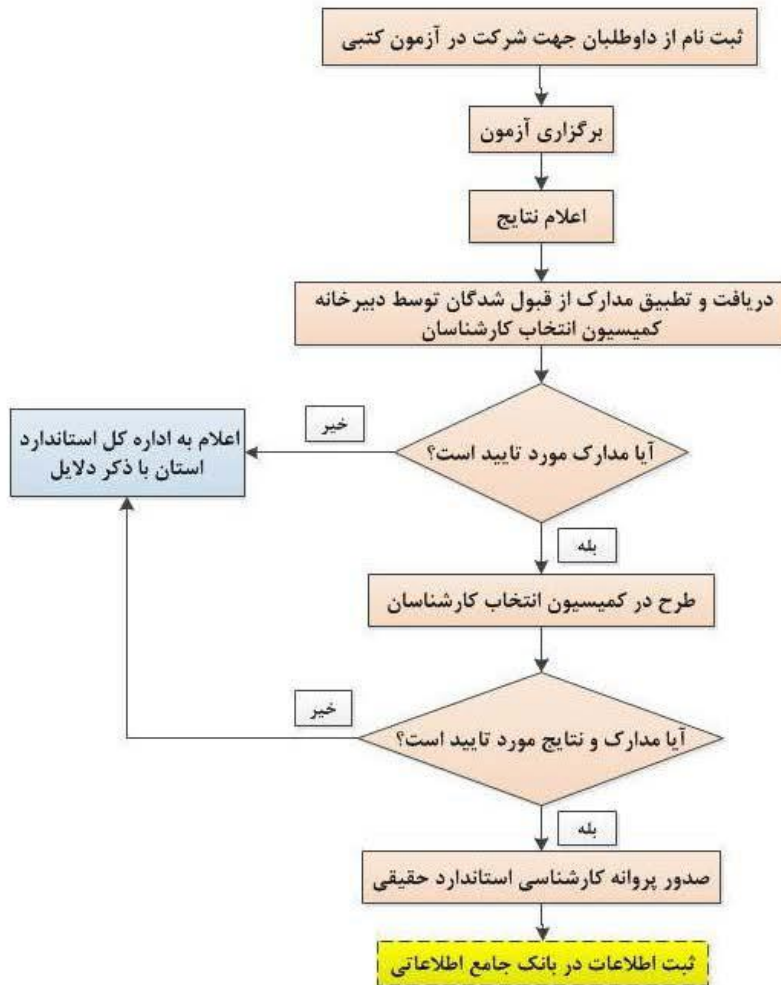 ثبت نام از داوطلبان جهت شرکت در آزمون کتبی
برگزاری آزمون
اعلام نتایج
دریافت و تطبیق مدارک از قبول شدگان توسط دبیرخانه
کمیسیون انتخاب کارشناسان
آیا مدارک مورد تایید است؟
خیر
اعلام به اداره کل استاندارد
استان با ذکر دلایل
بله
طرح در کمیسیون انتخاب کارشناسان
آیا مدارک و نتایج مورد تایید است؟
خیر
بله
صدور پروانه کارشناسی استاندارد حقیقی
ثبت اطلاعات در بانک جامع اطلاعاتی